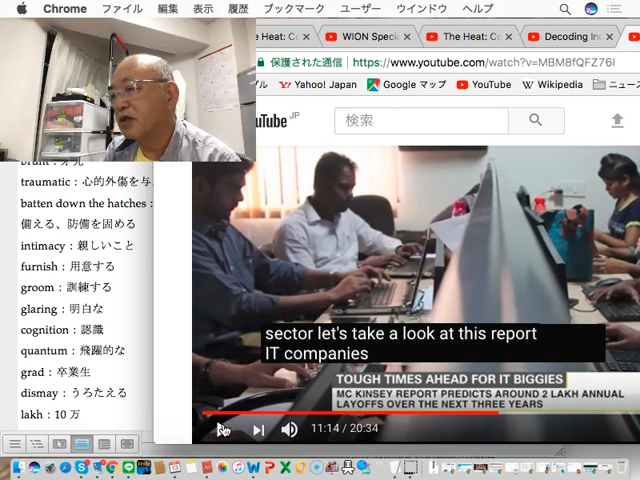 Chrome ファイル 編集 表示 履歴 ブックマーク ユーザー ウインドウ ヘルプ
e Heat: Co
WION Specia
The Heat: Co
Decoding Inc
保護された通信 https://www.youtube.com/watch?v=MBM8fQFZ76I
Yahoo! Japan Google マップ YouTube Wikipedia ニュース
uTube JP
検索
traumatic : 心的外傷を与
batten down the hatches :
備える、防備を固める
intimacy : 親しいこと
furnish : 用意する
groom : 訓練する
glaring : 明白な
cognition : 認識
quantum : 飛躍的な
grad : 卒業生
dismay : うろたえる
lakh : 10 万
sector let's take a look at this report
IT companies
TOUGH TIMES AHEAD FOR IT BIGGIES
MC KINSEY REPORT PREDICTS AROUND 2 LAKH ANNUAL
LAYOFFS OVER THE NEXT THREE YEARS
11:14 / 20:34